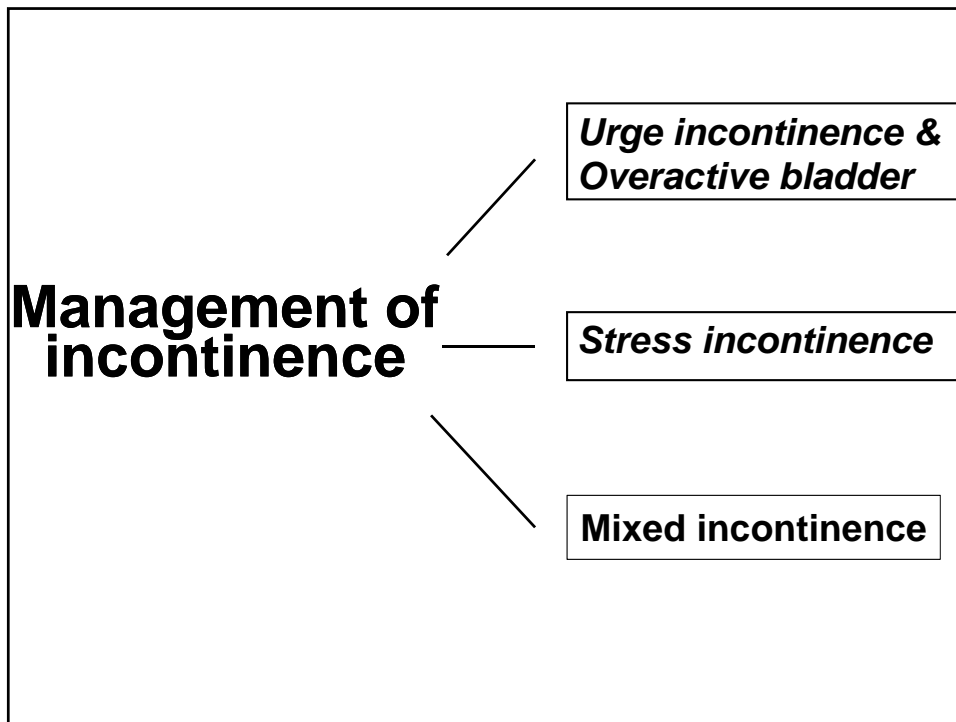 Management of
incontinence
Urge incontinence &
Overactive bladder
Stress incontinence
Mixed incontinence